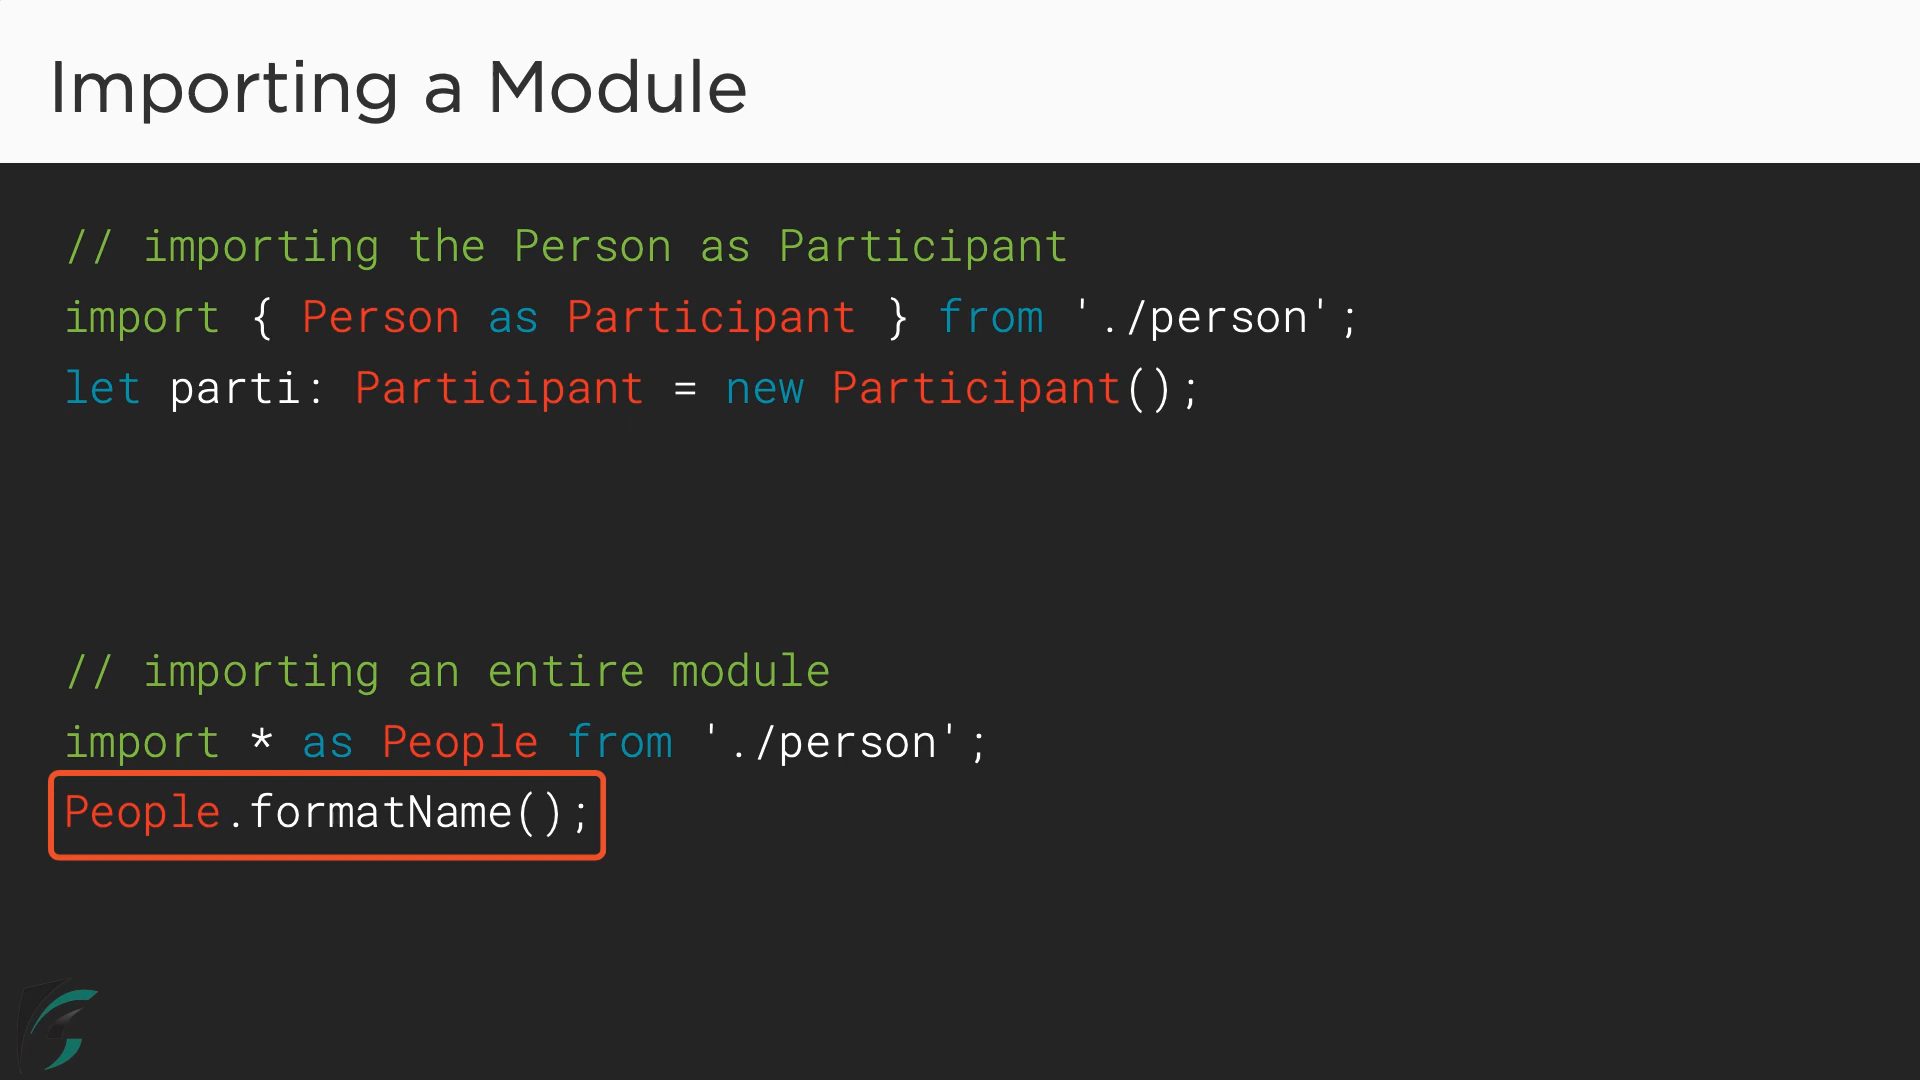 Importing a Module
// importing the Person as Participant
import { Person as Participant } from './person';
let parti: Participant = new Participant();
// importing an entire module
import * as People from './person';
People.formatName();